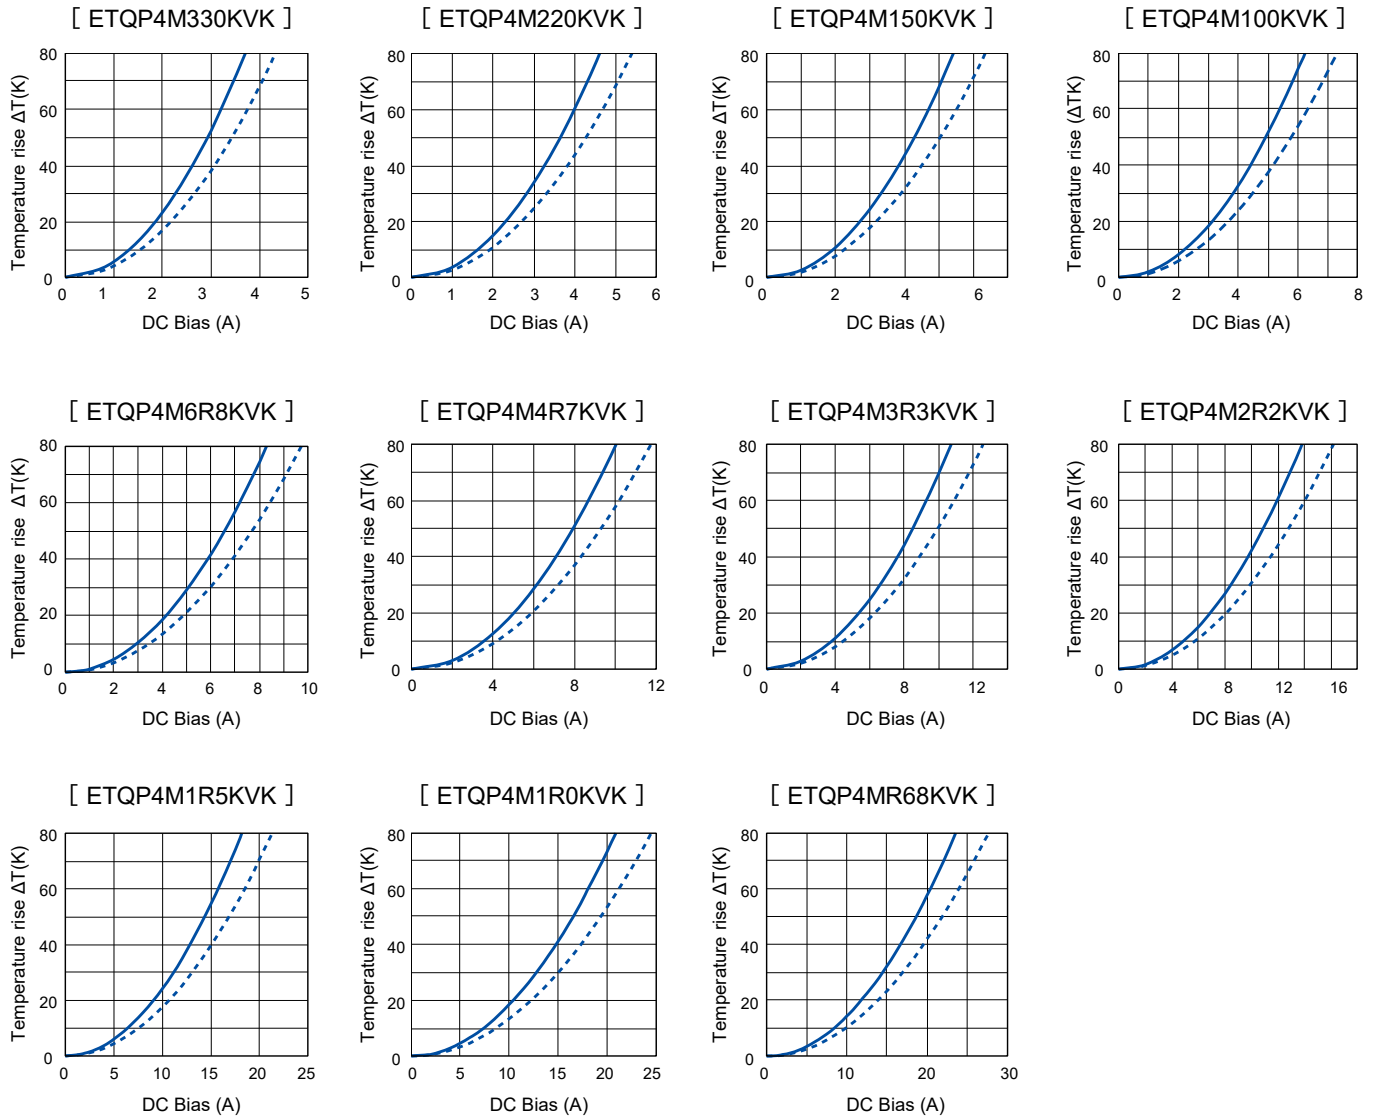 [ ETQP4M330KVK ]
Temperature rise ΔT(K)
80
60
40
20
0
0 1 2 3 4 5
DC Bias (A)
[ ETQP4M220KVK ]
Temperature rise ΔT(K)
80
60
40
20
0
0 1 2 3 4 5 6
DC Bias (A)
[ ETQP4M150KVK ]
Temperature rise ΔT(K)
80
60
40
20
0
0 2 4 6
DC Bias (A)
[ ETQP4M100KVK ]
Temperature rise (ΔTK)
80
60
40
20
0
0 2 4 6 8
DC Bias (A)
[ ETQP4M6R8KVK ]
Temperature rise ΔT(K)
80
60
40
20
0
0 2 4 6 8 10
DC Bias (A)
[ ETQP4M4R7KVK ]
Temperature rise ΔT(K)
80
60
40
20
0
0 4 8 12
DC Bias (A)
[ ETQP4M3R3KVK ]
Temperature rise ΔT(K)
80
60
40
20
0
0 4 8 12
DC Bias (A)
[ ETQP4M2R2KVK ]
Temperature rise ΔT(K)
80
60
40
20
0
0 4 8 12 16
DC Bias (A)
[ ETQP4M1R5KVK ]
Temperature rise ΔT(K)
80
60
40
20
0
0 5 10 15 20 25
DC Bias (A)
[ ETQP4M1R0KVK ]
Temperature rise ΔT(K)
80
60
40
20
0
0 5 10 15 20 25
DC Bias (A)
[ ETQP4MR68KVK ]
Temperature rise ΔT(K)
80
60
40
20
0
0 10 20 30
DC Bias (A)